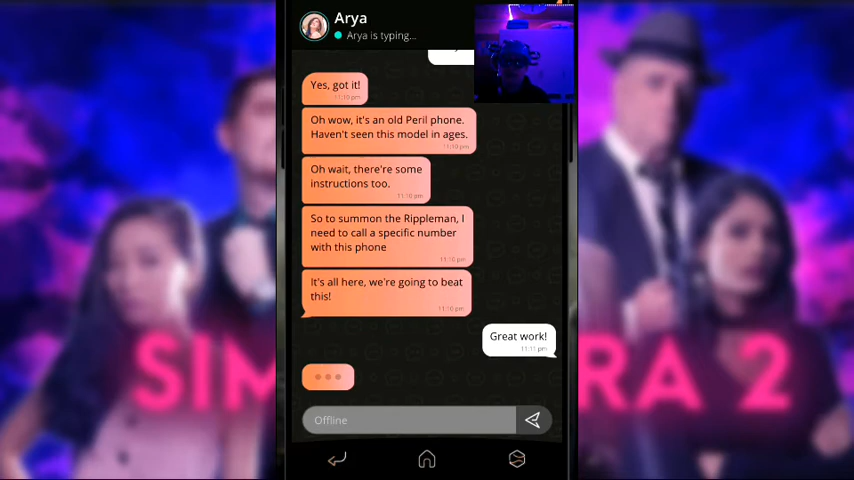 Arya
Arya is typing...
Yes, got it!
11:10 pm
Oh wow, it's an old Peril phone.
Haven't seen this model in ages.
11:10 pm
Oh wait, there're some
instructions too.
11:10 pm
So to summon the Rippleman, I
need to call a specific number
with this phone
11:10 pm
It's all here, we're going to beat
this!
11:10 pm
Great work!
11:11 pm
Offline
SIM
RA 2